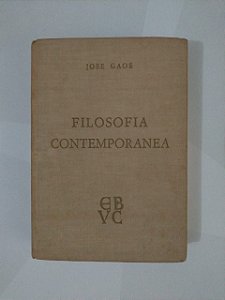 JOSE GAOS
FILOSOFIA
CONTEMPORANEA
EB
VC